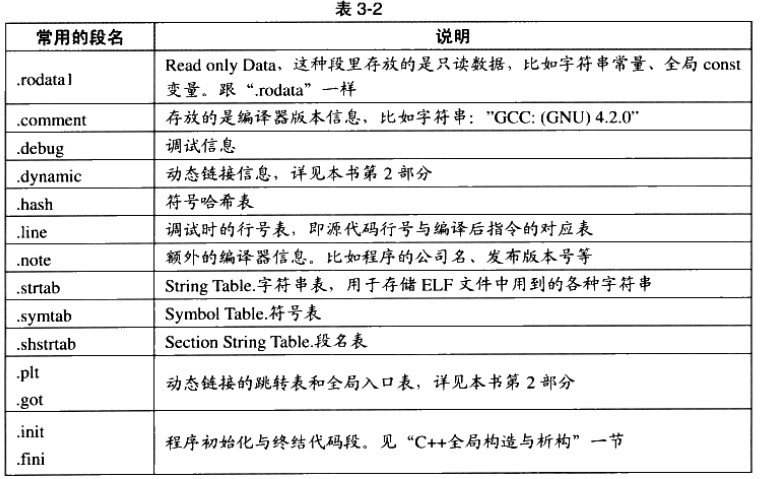 表 3-2
常用的段名 说明
.rodata1 Read only Data，这种段里存放的是只读数据，比如字符串常量、全局 const
变量。跟“.rodata”一样
.comment 存放的是编译器版本信息，比如字符串：”GCC: (GNU) 4.2.0”
.debug 调试信息
.dynamic 动态链接信息，详见本书第 2 部分
.hash 符号哈希表
.line 调试时的行号表，即源代码行号与编译后指令的对应表
.note 额外的编译器信息。比如程序的公司名、发布版本号等
.strtab String Table.字符串表，用于存储 ELF 文件中用到的各种字符串
.symtab Symbol Table.符号表
.shstrtab Section String Table.段名表
.plt
.got
动态链接的跳转表和全局入口表，详见本书第 2 部分
.init
.fini
程序初始化与终结代码段。见“C++全局构造与析构”一节